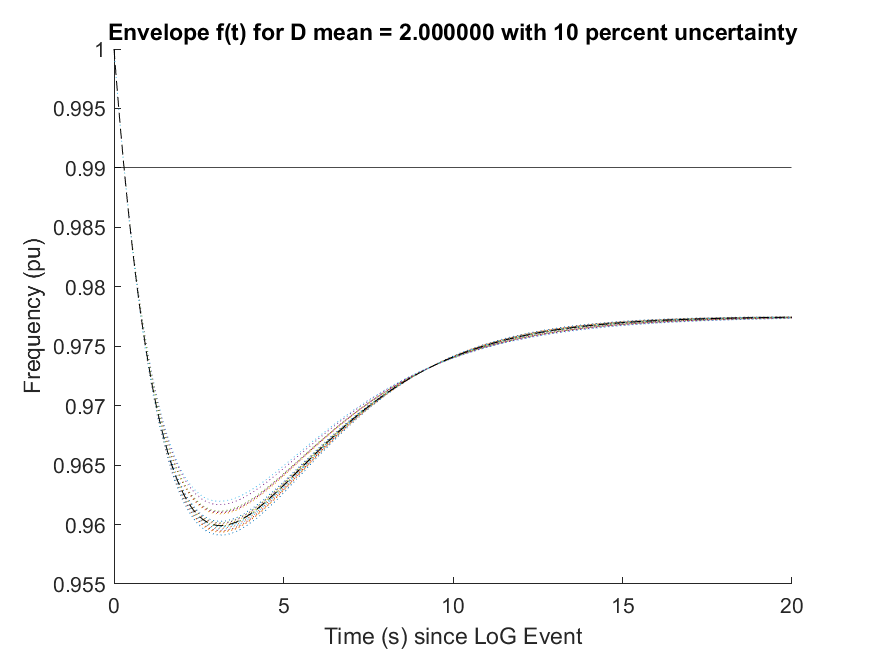 Envelope f(t) for D mean = 2.000000 with 10 percent uncertainty
1
0.995
0.99
0.985
0.98
0.975
0.97
0.965
0.96
0.955
Frequency (pu)
0 5 10 15 20
Time (s) since LoG Event